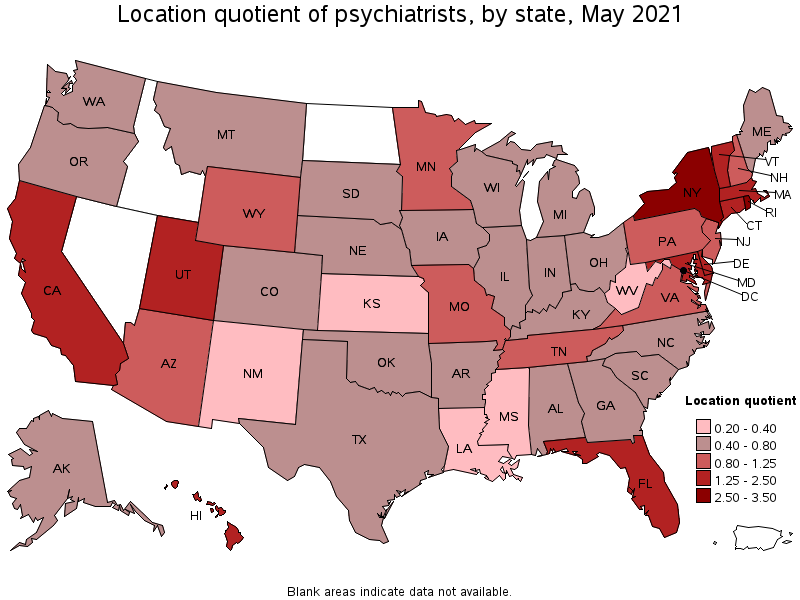 Location quotient of psychiatrists, by state, May 2021
WA
MT
ME
OR
MN
VT
NH
SD
WI
NY
MA
WY
MI
RI
CT
IA
PA
NJ
NE
OH
DE
UT
IL
IN
MD
CA
CO
WV
VA
DC
KS
MO
KY
NC
TN
AZ
OK
NM
AR
SC
MS
AL
GA
TX
LA
AK
FL
HI
Location quotient
0.20 - 0.40
0.40 - 0.80
0.80 - 1.25
1.25 - 2.50
2.50 - 3.50
Blank areas indicate data not available.